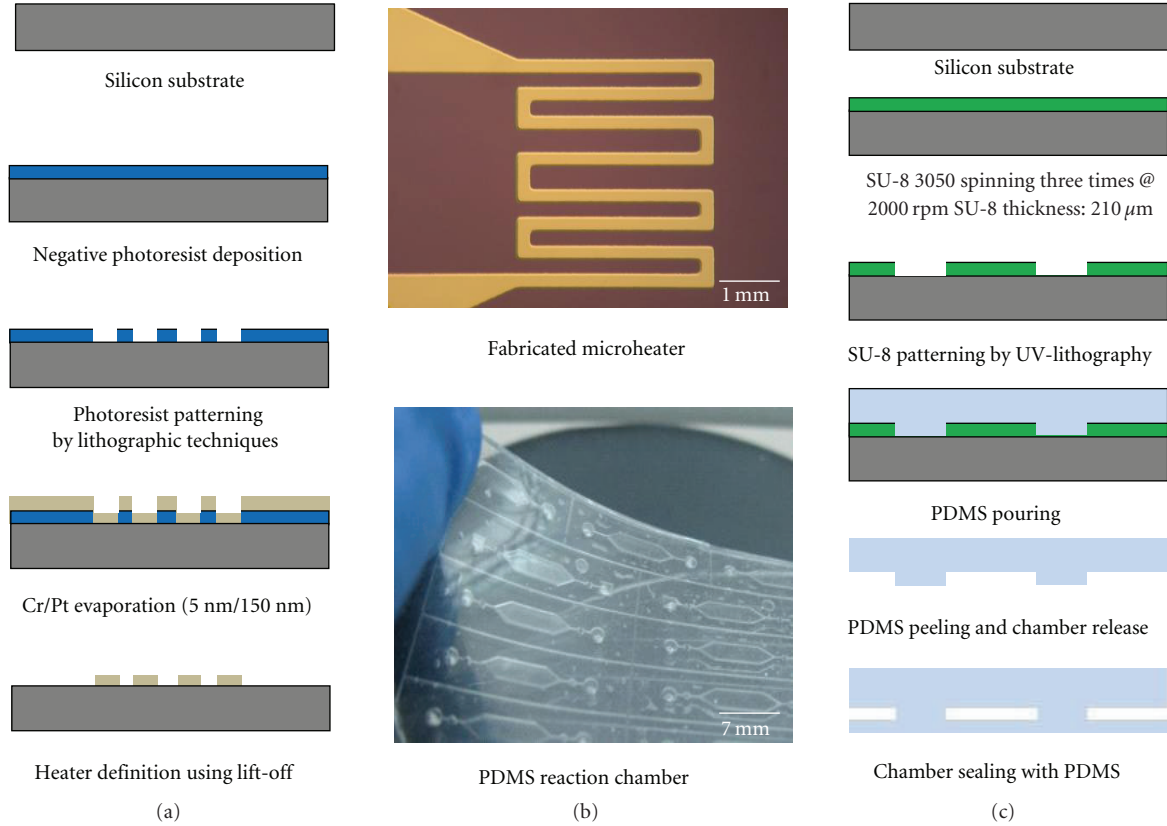 Silicon substrate
Negative photoresist deposition
Photoresist patterning
by lithographic techniques
Cr/Pt evaporation (5 nm/150 nm)
Heater definition using lift-off
(a)
1 mm
Fabricated microheater
7 mm
PDMS reaction chamber
(b)
Silicon substrate
SU-8 3050 spinning three times @
2000 rpm SU-8 thickness: 210 μm
SU-8 patterning by UV-lithography
PDMS pouring
PDMS peeling and chamber release
Chamber sealing with PDMS
(c)